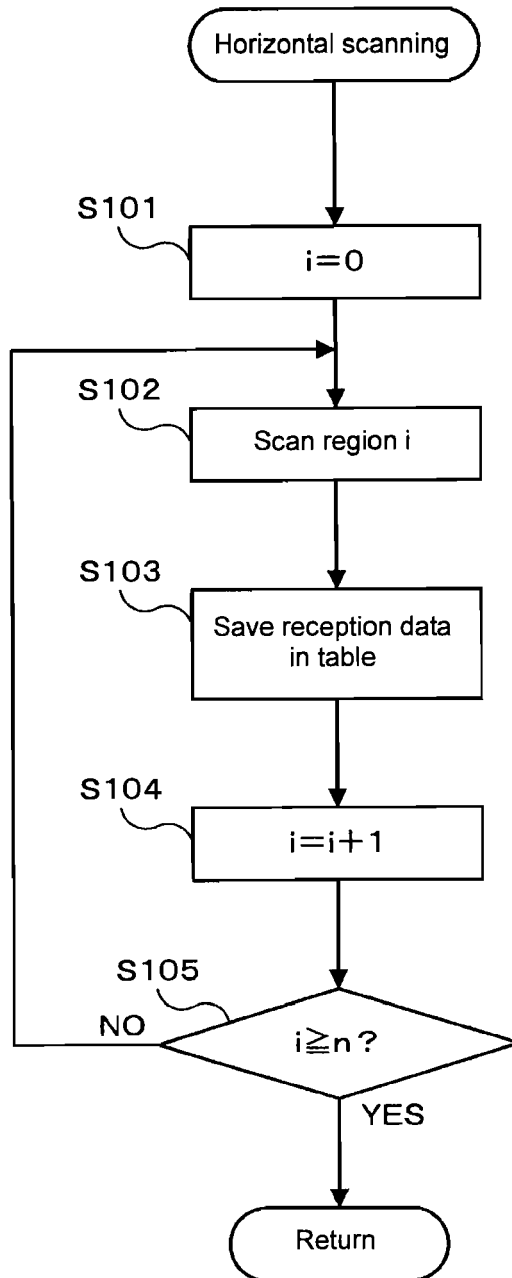 Horizontal scanning
S101
i=0
S102
Scan region i
S103
Save reception data
in table
S104
i=i+1
S105
NO
i≧n?
YES
Return